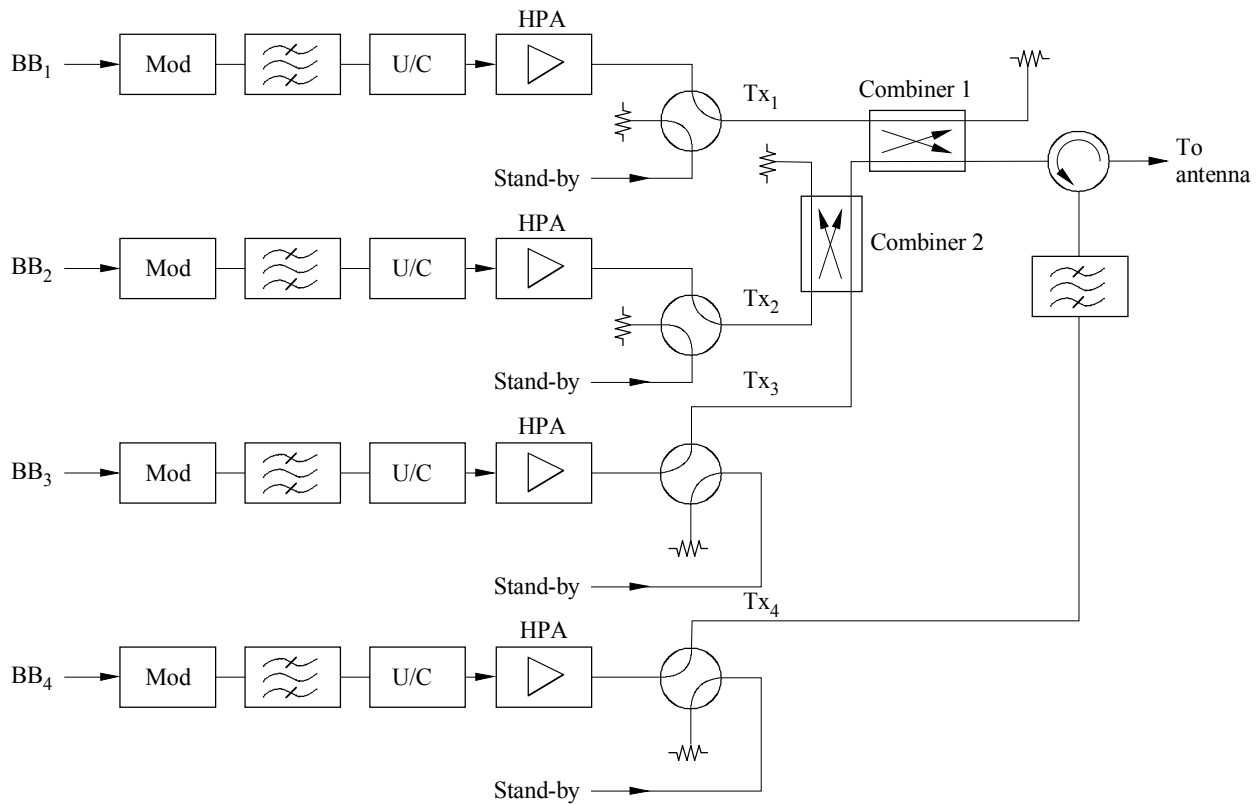 HPA
BB1
Mod
U/C
Tx1
Combiner 1
Stand-by
To
antenna
HPA
BB2
Mod
U/C
Tx2
Combiner 2
Stand-by
Tx3
HPA
BB3
Mod
U/C
Stand-by
Tx4
HPA
BB4
Mod
U/C
Stand-by